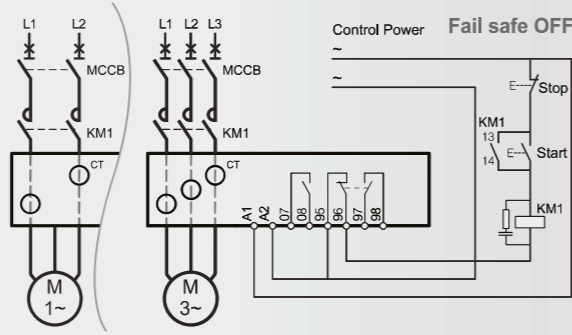 L1 L2 L1 L2 L3 Control Power Fail safe OFF
~
MCCB MCCB
~
E Stop
KM1
KM1 KM1 13
14 E Start
CT CT
KM1
A1 A2 07 08 95 96 97 98
M M
1~ 3~